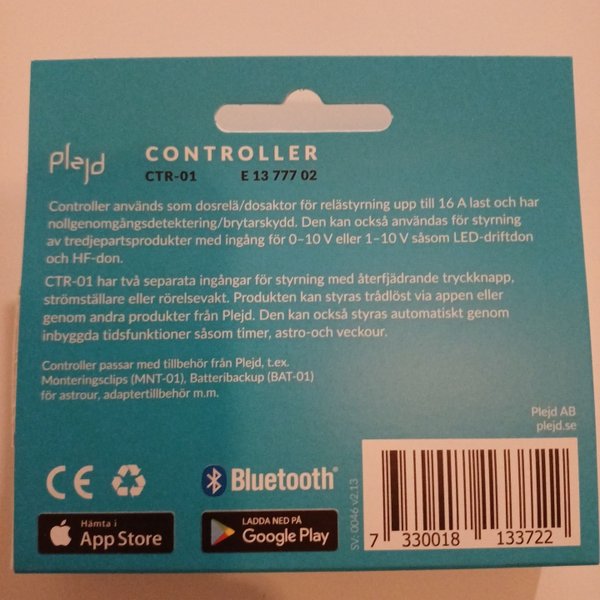 plejd
CONTROLLER
CTR-01 E 13 777 02
Controller används som dosrelä/dosaktor för relästyrning upp till 16 A last och har
nollgenomgångsdetektering/brytarskydd. Den kan också användas för styrning
av tredjepartsprodukter med ingång för 0–10 V eller 1–10 V såsom LED-driftdon
och HF-don.
CTR-01 har två separata ingångar för styrning med återfjädrande tryckknapp,
strömställare eller rörelsevakt. Produkten kan styras trådlöst via appen eller
genom andra produkter från Plejd. Den kan också styras automatiskt genom
inbyggda tidsfunktioner såsom timer, astro-och veckour.
Controller passar med tillbehör från Plejd, t.ex.
Monteringsclips (MNT-01), Batteribackup (BAT-01)
för astrour, adaptertillbehör m.m.
Plejd AB
plejd.se
CE
Bluetooth®
Hämta i
App Store
LADDA NED PÅ
Google Play
SV: 0046 v2.13
7 330018 133722